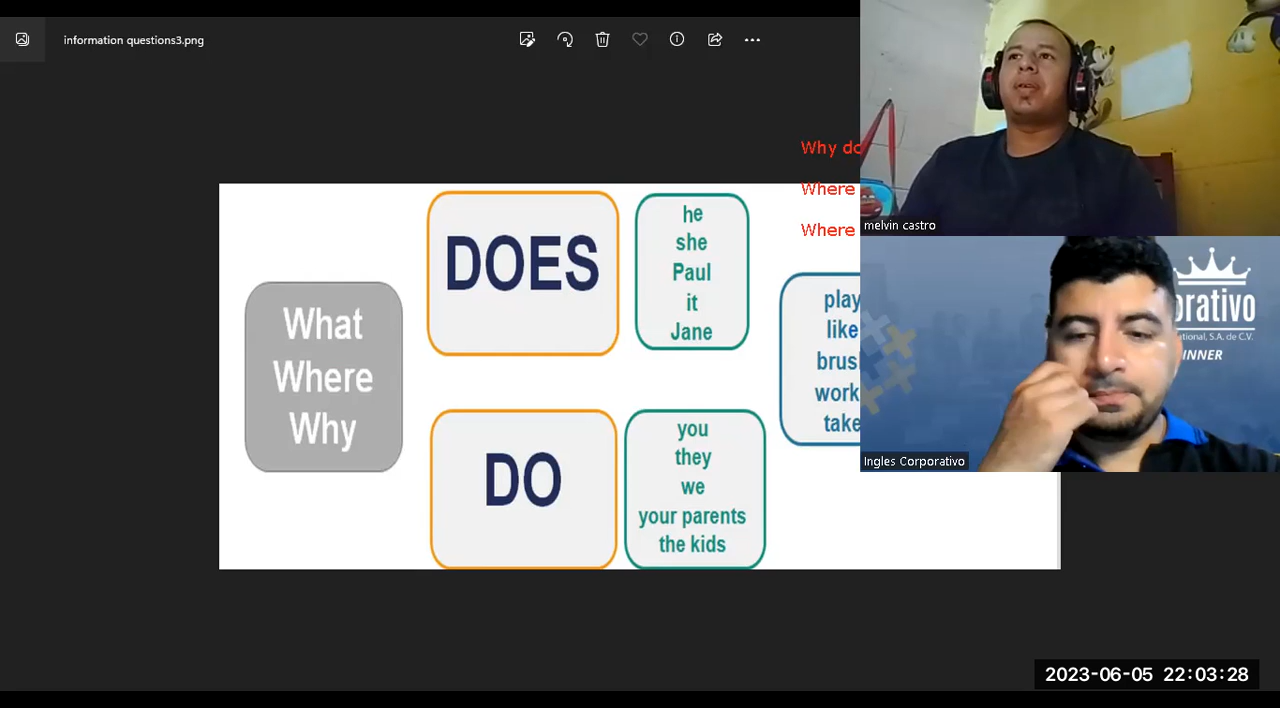 information questions3.png
Why do
Where
Where
What
Where
Why
DOES
he
she
Paul
it
Jane
DO
you
they
we
your parents
the kids
play
like
brush
work
take
melvin castro
INNER
Ingles Corporativo
2023-06-05 22:03:28